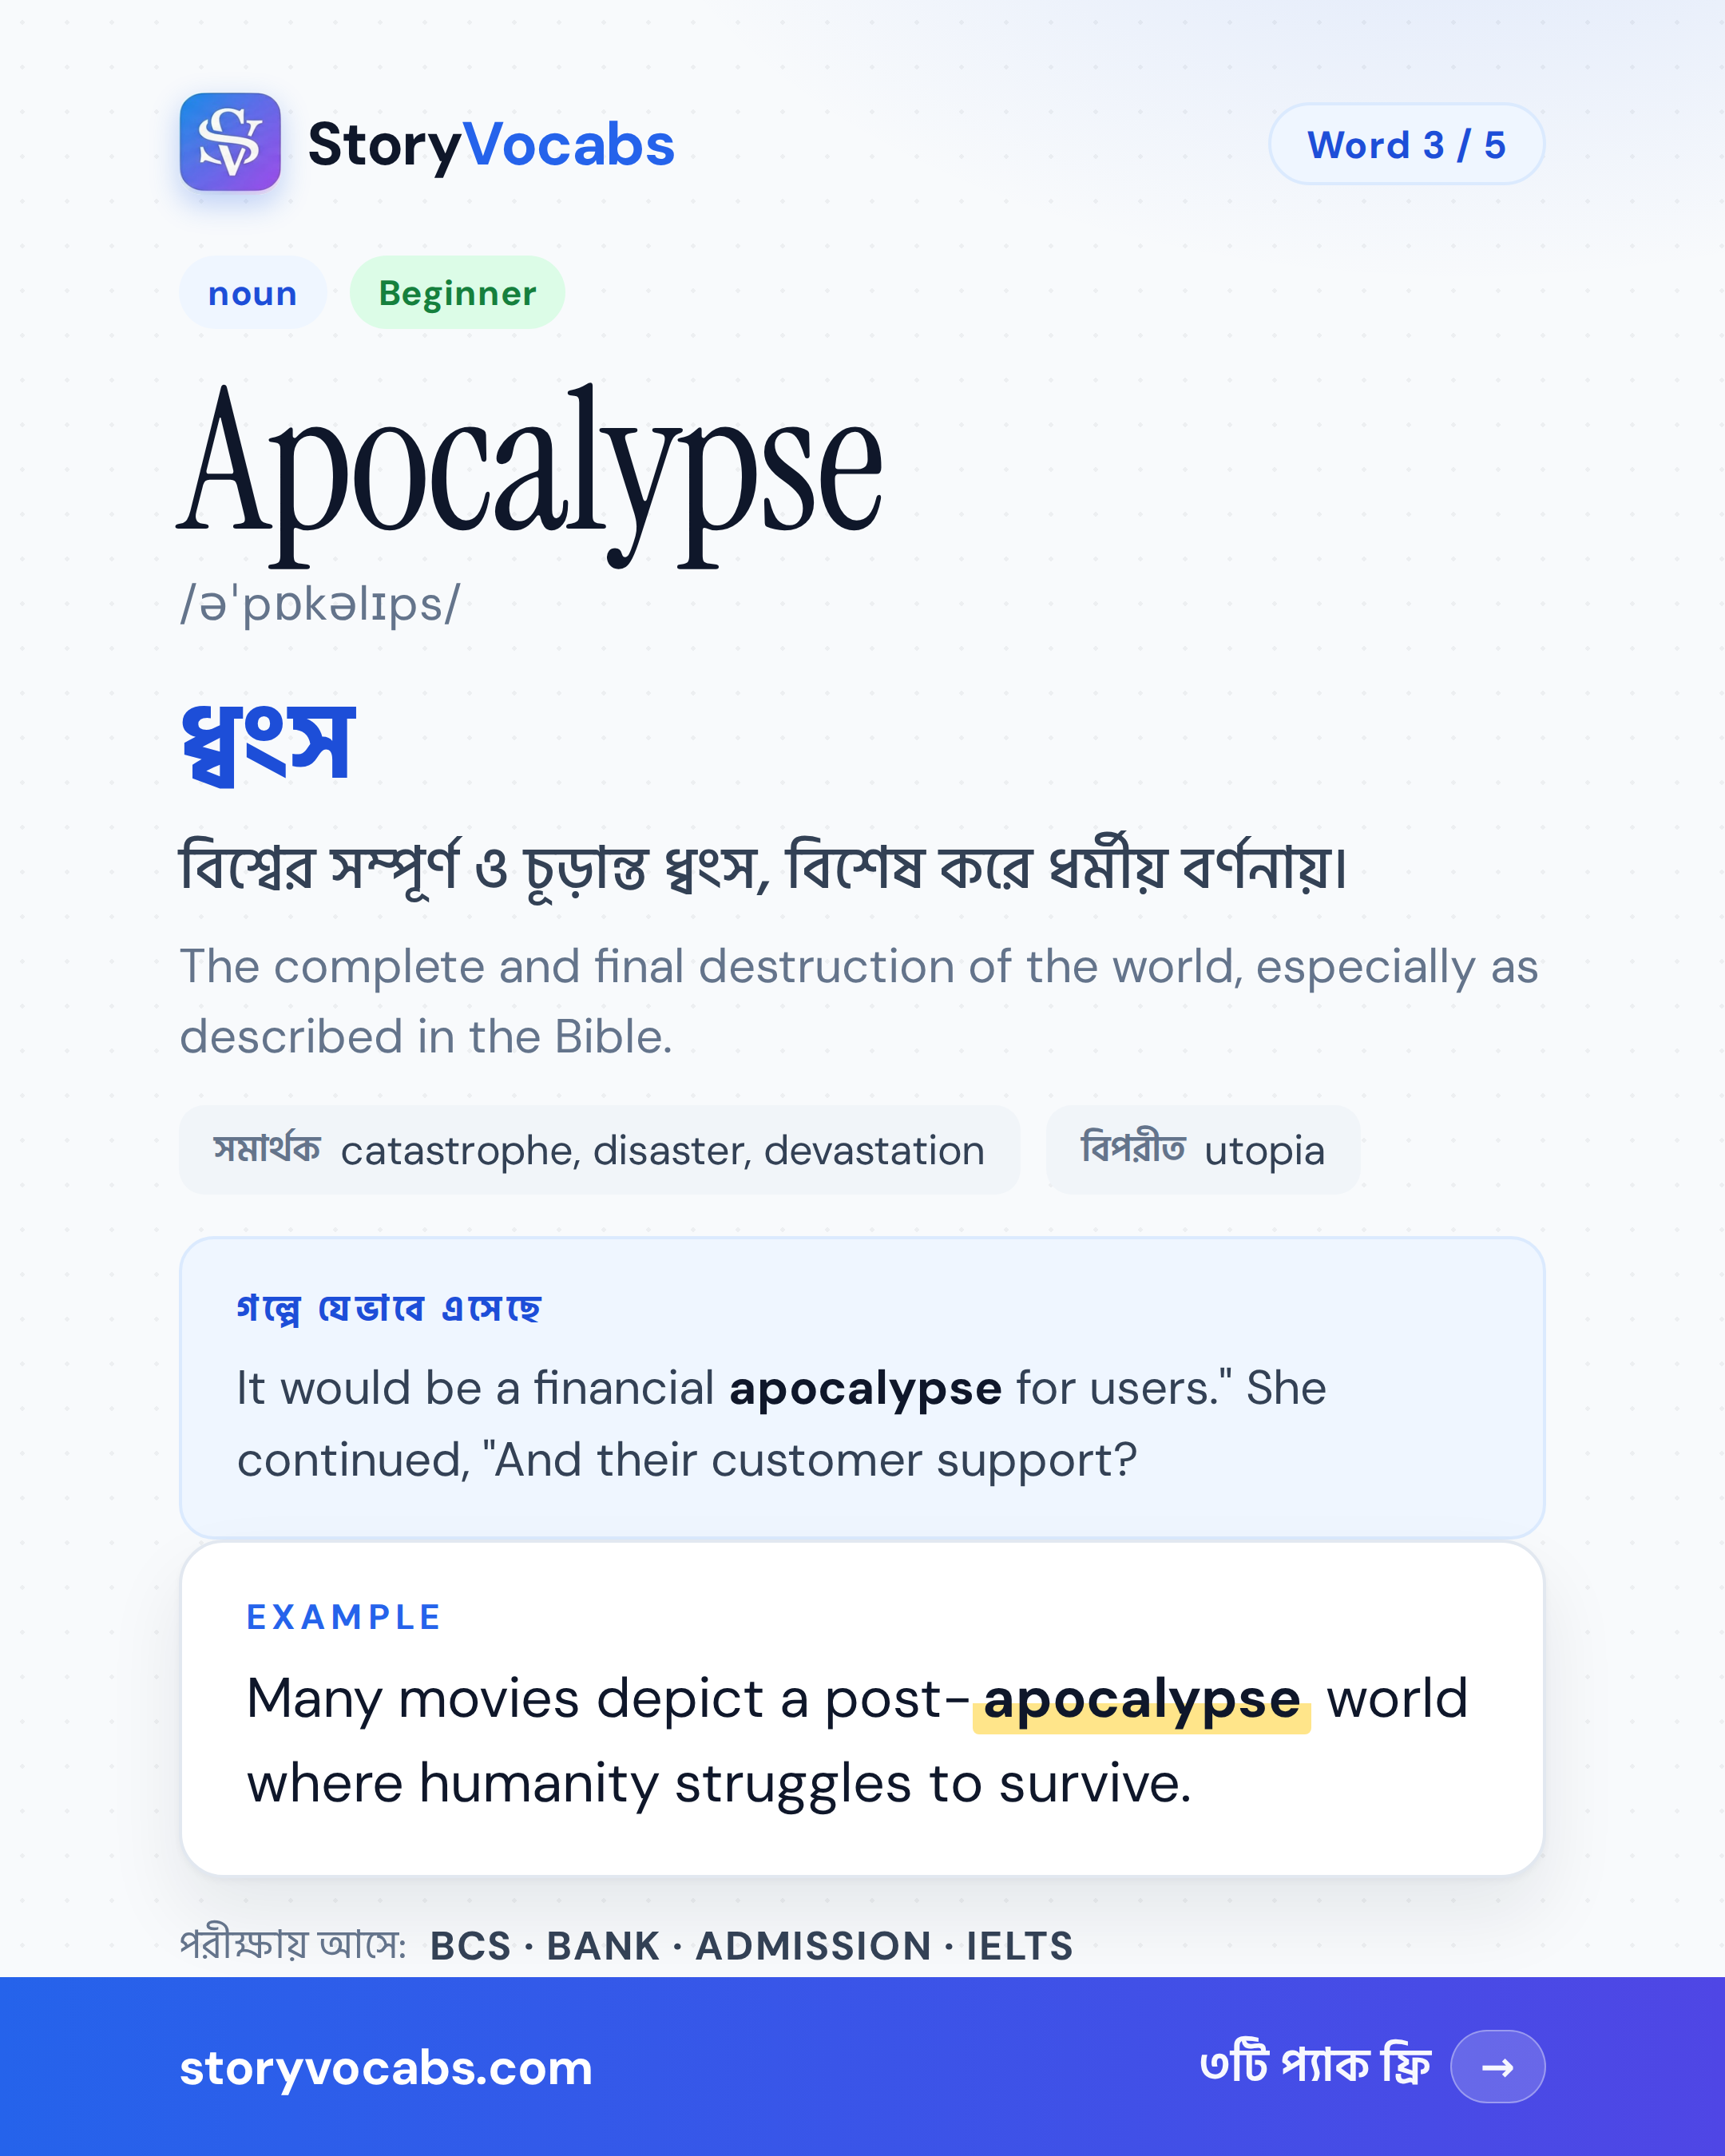 StoryVocabs
Word 3 / 5
noun
Beginner
Apocalypse
/əˈpɒkəlɪps/
ধ্বংস
বিশ্বের সম্পূর্ণ ও চূড়ান্ত ধ্বংস, বিশেষ করে ধর্মীয় বর্ণনায়।
The complete and final destruction of the world, especially as
described in the Bible.
সমার্থক catastrophe, disaster, devastation
বিপরীত utopia
গল্পে যেভাবে এসেছে
It would be a financial apocalypse for users." She
continued, "And their customer support?
EXAMPLE
Many movies depict a post-apocalypse world
where humanity struggles to survive.
পরীক্ষায় আসে: BCS · BANK · ADMISSION · IELTS
storyvocabs.com
৩টি প্যাক ফ্রি →